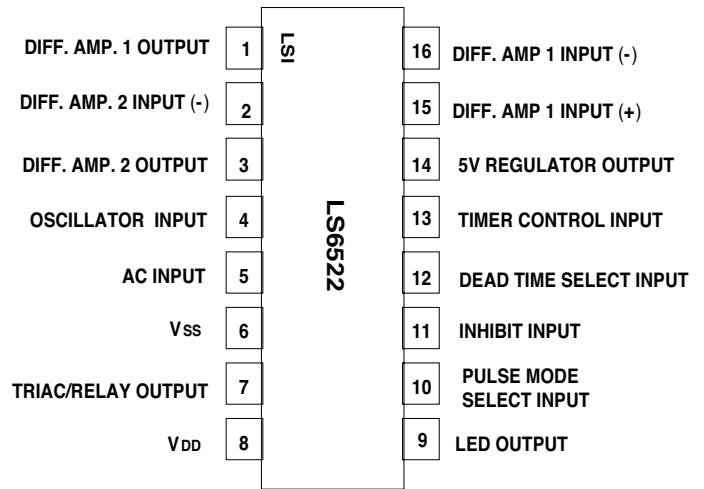 DIFF. AMP. 1 OUTPUT 1 LSI 16 DIFF. AMP 1 INPUT (-)
DIFF. AMP. 2 INPUT (-) 2 15 DIFF. AMP 1 INPUT (+)
DIFF. AMP. 2 OUTPUT 3 14 5V REGULATOR OUTPUT
OSCILLATOR INPUT 4 13 TIMER CONTROL INPUT
LS6522
AC INPUT 5 12 DEAD TIME SELECT INPUT
VSS 6 11 INHIBIT INPUT
TRIAC/RELAY OUTPUT 7 10 PULSE MODE
SELECT INPUT
VDD 8 9 LED OUTPUT